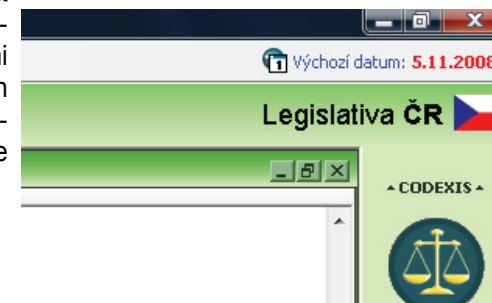 Výchozí datum: 5.11.2008
Legislativa ČR
CODEXIS